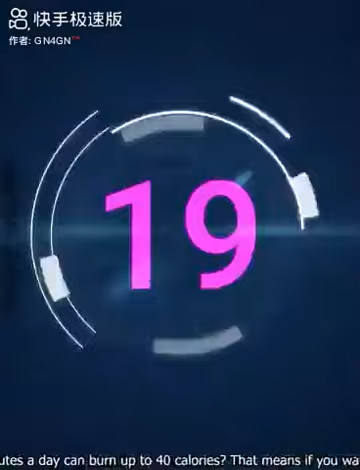 快手极速版
作者: GN4GN
19
utes a day can burn up to 40 calories? That means if you wa